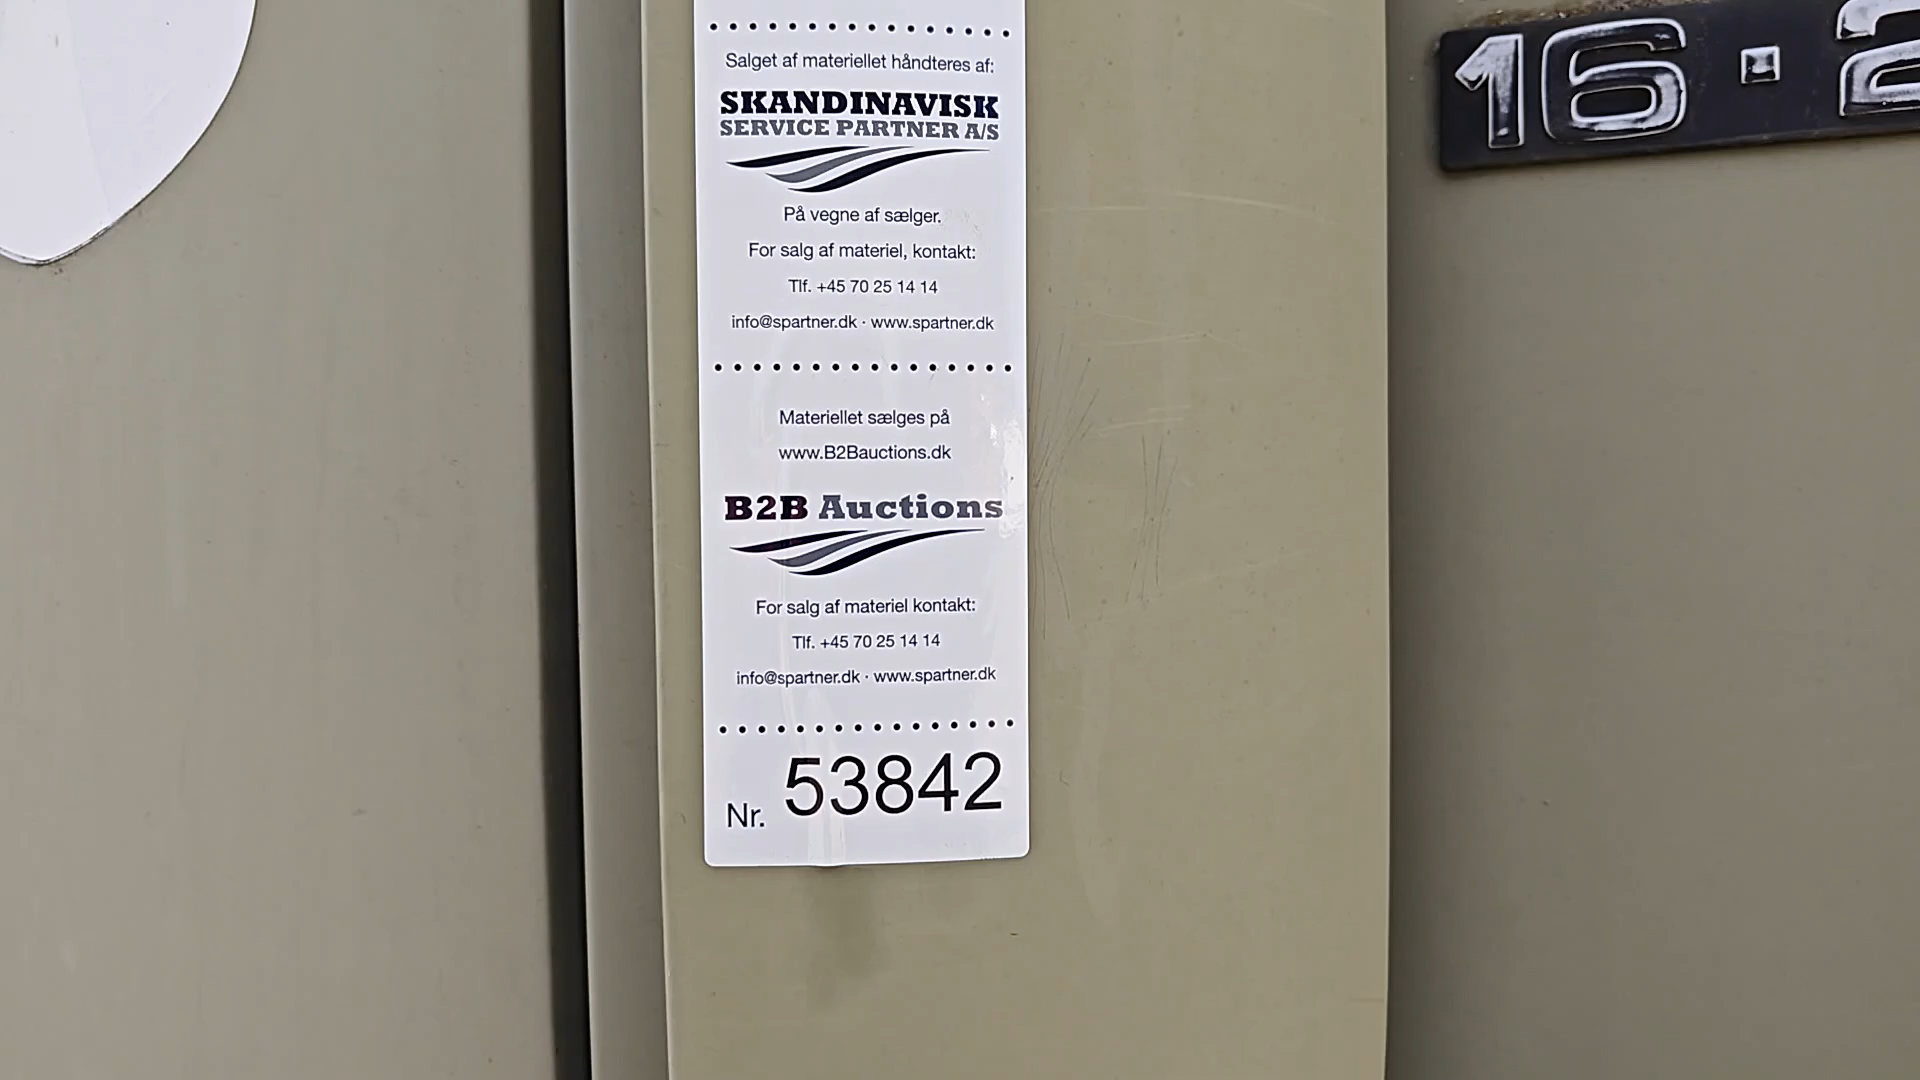 Salget af materiellet håndteres af:
SKANDINAVISK
SERVICE PARTNER A/S
På vegne af sælger.
For salg af materiel, kontakt:
Tlf. +45 70 25 14 14
info@spartner.dk · www.spartner.dk
Materiellet sælges på
www.B2Bauctions.dk
B2B Auctions
For salg af materiel kontakt:
Tlf. +45 70 25 14 14
info@spartner.dk · www.spartner.dk
Nr. 53842
16·2